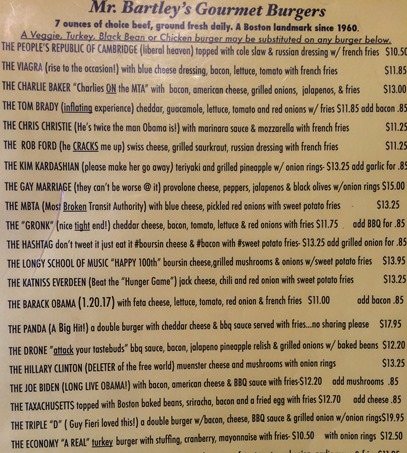 Mr. Bartley's Gourmet Burgers
7 ounces of choice beef, ground fresh daily. A Boston landmark since 1960.
A Veggie, Turkey, Black Bean or Chicken burger may be substituted on any burger below.
THE PEOPLE'S REPUBLIC OF CAMBRIDGE (liberal heaven) topped with cole slaw & russian dressing w/ french fries $10.50
THE VIAGRA (rise to the occasion!) with blue cheese dressing, bacon, lettuce, tomato with french fries $11.85
THE CHARLIE BAKER "Charlies ON the MTA" with bacon, american cheese, grilled onions, jalapenos, & fries $13.00
THE TOM BRADY (inflating experience) cheddar, guacamole, lettuce, tomato and red onions w/ fries $11.85 add bacon .85
THE CHRIS CHRISTIE (He's twice the man Obama is!) with marinara sauce & mozzarella with french fries $11.25
THE ROB FORD (he CRACKS me up) swiss cheese, grilled saurkraut, russian dressing with french fries $11.25
THE KIM KARDASHIAN (please make her go away) teriyaki and grilled pineapple w/ onion rings- $13.25 add garlic for .85
THE GAY MARRIAGE (they can't be worse @ it) provolone cheese, peppers, jalapenos & black olives w/onion rings $15.00
THE MBTA (Most Broken Transit Authority) with blue cheese, pickled red onions with sweet potato fries $13.25
THE "GRONK" (nice tight end!) cheddar cheese, bacon, tomato, lettuce & red onions with fries $11.75 add BBQ for .85
THE HASHTAG don't tweet it just eat it #boursin cheese & #bacon with #sweet potato fries- $13.25 add grilled onion for .85
THE LONGY SCHOOL OF MUSIC "HAPPY 100th" boursin cheese,grilled mushrooms & onions w/sweet potato fries $13.95
THE KATNISS EVERDEEN (Beat the "Hunger Game") jack cheese, chili and red onion with sweet potato fries $13.25
THE BARACK OBAMA (1.20.17) with feta cheese, lettuce, tomato, red onion & french fries $11.00 add bacon .85
THE PANDA (A Big Hit!) a double burger with cheddar cheese & bbq sauce served with fries...no sharing please $17.95
THE DRONE "attack your tastebuds" bbq sauce, bacon, jalapeno pineapple relish & grilled onions w/ baked beans $12.20
THE HILLARY CLINTON (DELETER of the free world) muenster cheese and mushrooms with onion rings $13.25
THE JOE BIDEN (LONG LIVE OBAMA!) with bacon, american cheese & BBQ sauce with fries-$12.20 add mushrooms .85
THE TAXACHUSETTS topped with Boston baked beans, sriracha, bacon and a fried egg with fries $12.70 add cheese .85
THE TRIPLE "D" ( Guy Fieri loved this!) a double burger w/bacon, cheese, BBQ sauce & grilled onion w/onion rings$19.95
THE ECONOMY "A REAL" turkey burger with stuffing, cranberry, mayonnaise with fries- $10.50 with onion rings $12.50